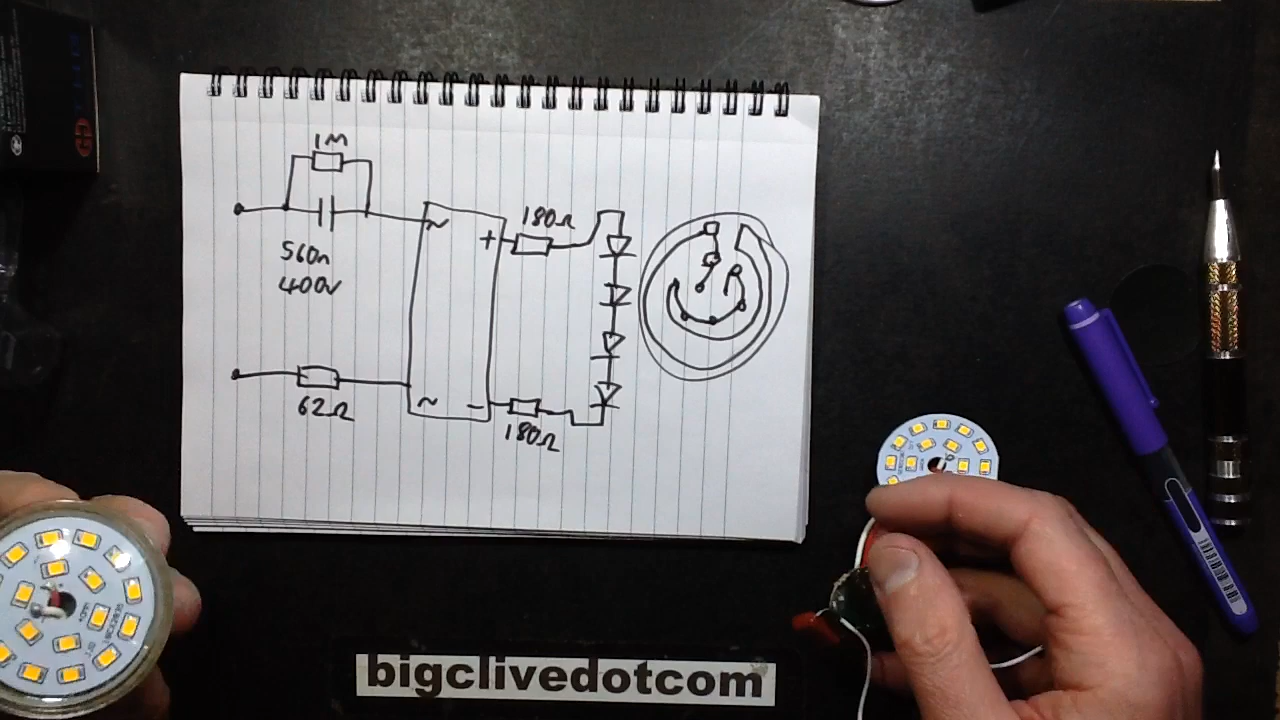 1M
560n
400v
~
+
180Ω
62Ω
~
−
180Ω
bigclivedotcom